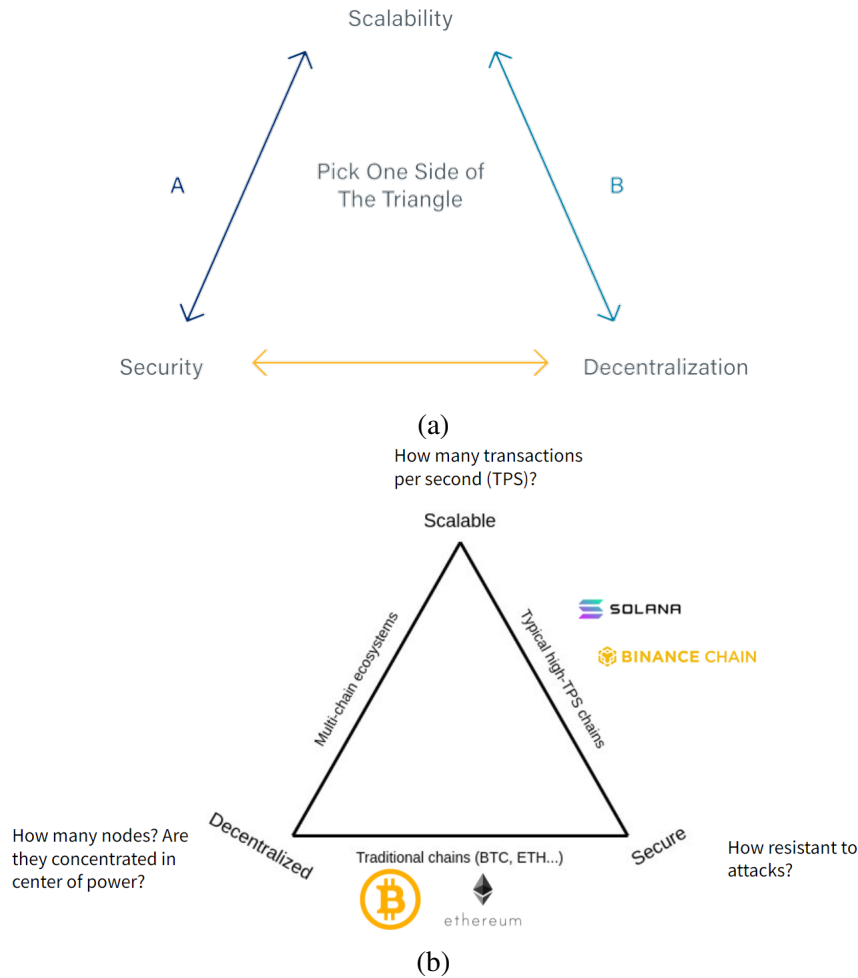 Scalability
A
Pick One Side of
The Triangle
B
Security
Decentralization
(a)
How many transactions
per second (TPS)?
Scalable
Multi-chain ecosystems
Typical high-TPS chains
SOLANA
BINANCE CHAIN
How many nodes? Are
they concentrated in
center of power?
Decentralized
Traditional chains (BTC, ETH...)
Secure
How resistant to
attacks?
ethereum
(b)